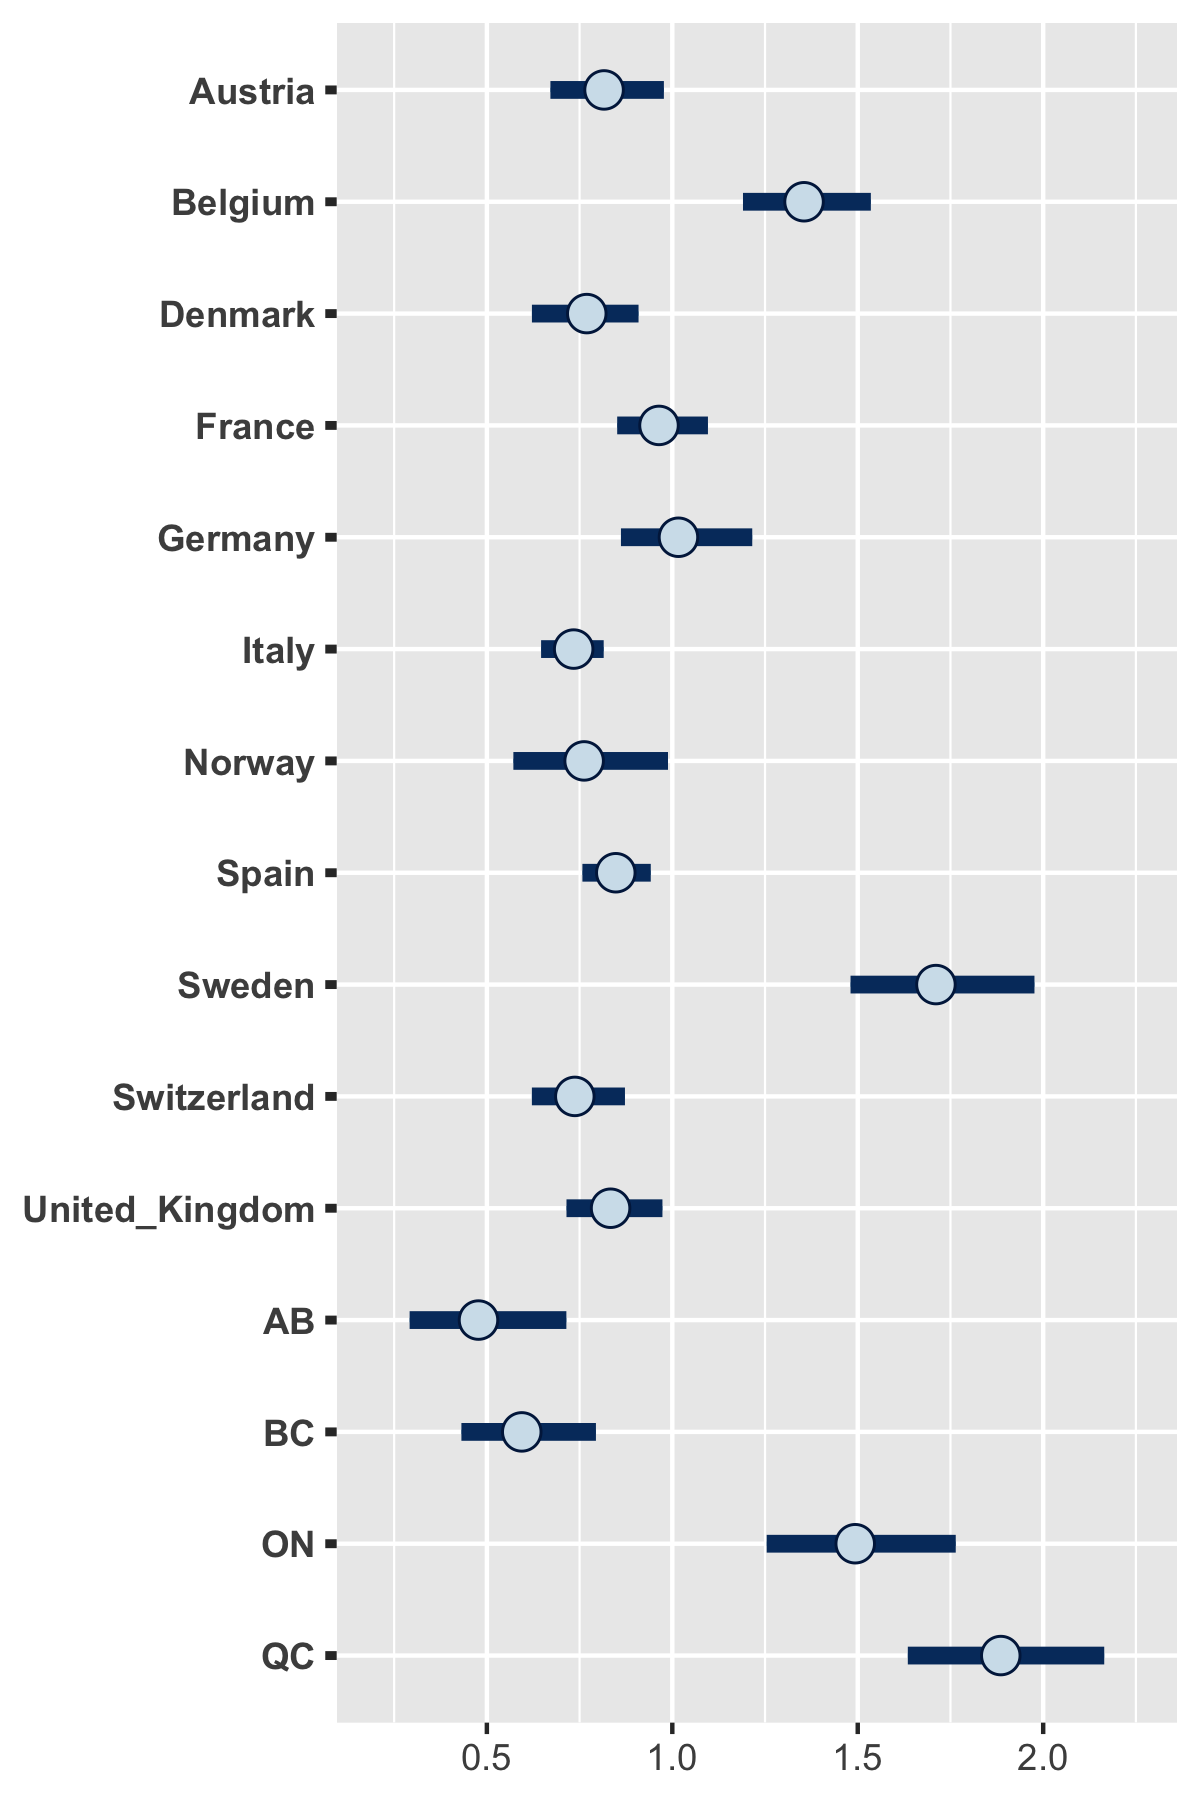 Austria
Belgium
Denmark
France
Germany
Italy
Norway
Spain
Sweden
Switzerland
United_Kingdom
AB
BC
ON
QC
0.5 1.0 1.5 2.0